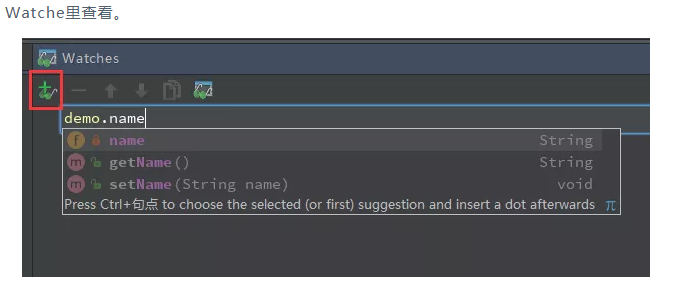 Watche里查看。
Watches
demo.name
f name String
m getName() String
m setName(String name) void
Press Ctrl+句点 to choose the selected (or first) suggestion and insert a dot afterwards π